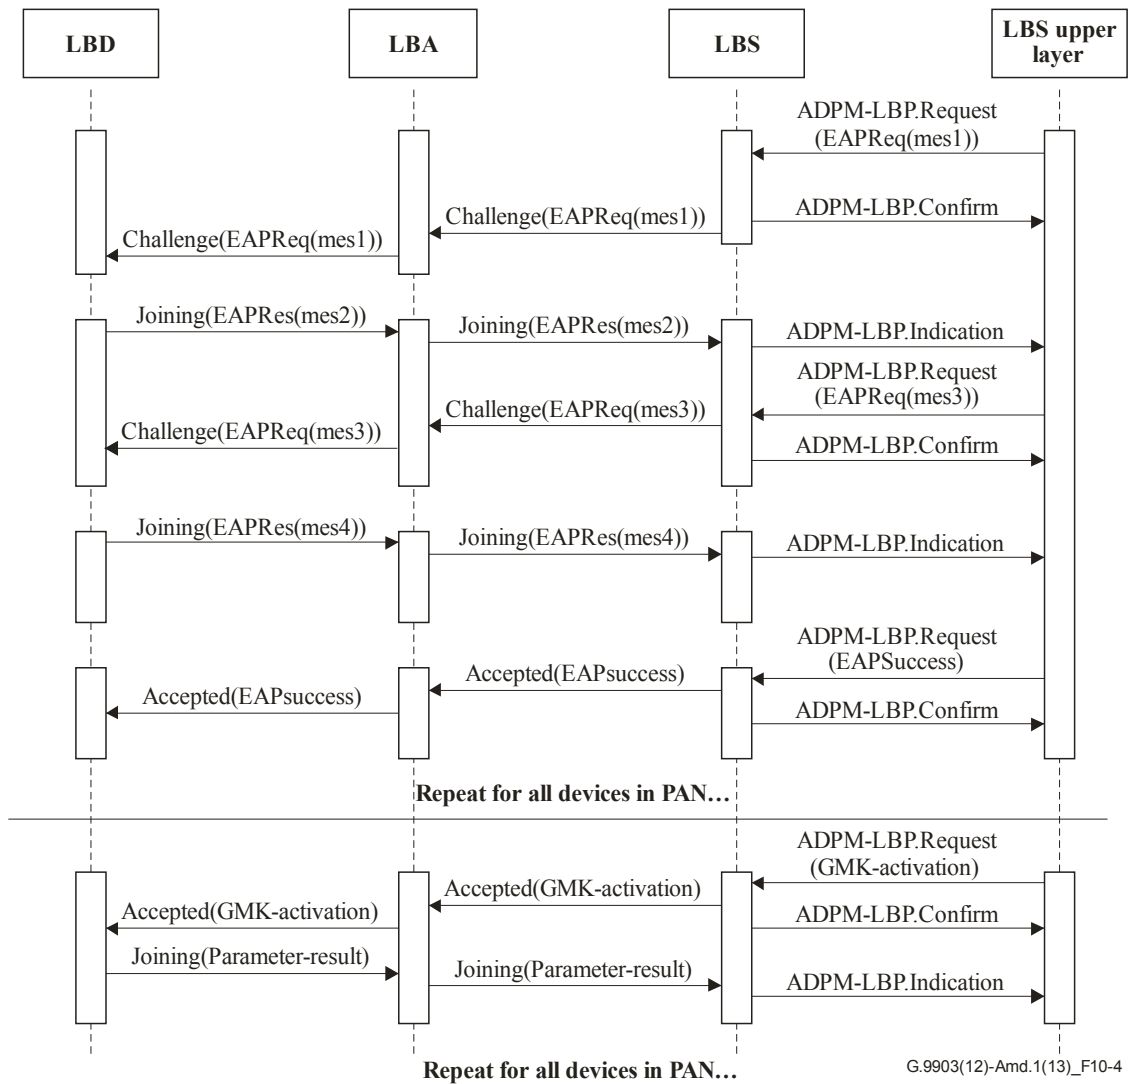 LBD
LBA
LBS
LBS upper
layer
ADPM-LBP.Request
(EAPReq(mes1))
ADPM-LBP.Confirm
Challenge(EAPReq(mes1))
Challenge(EAPReq(mes1))
Joining(EAPRes(mes2))
Joining(EAPRes(mes2))
ADPM-LBP.Indication
ADPM-LBP.Request
(EAPReq(mes3))
Challenge(EAPReq(mes3))
Challenge(EAPReq(mes3))
ADPM-LBP.Confirm
Joining(EAPRes(mes4))
Joining(EAPRes(mes4))
ADPM-LBP.Indication
ADPM-LBP.Request
(EAPSuccess)
Accepted(EAPsuccess)
Accepted(EAPsuccess)
ADPM-LBP.Confirm
Repeat for all devices in PAN…
ADPM-LBP.Request
(GMK-activation)
Accepted(GMK-activation)
Accepted(GMK-activation)
ADPM-LBP.Confirm
Joining(Parameter-result)
Joining(Parameter-result)
ADPM-LBP.Indication
Repeat for all devices in PAN…
G.9903(12)-Amd.1(13)_F10-4